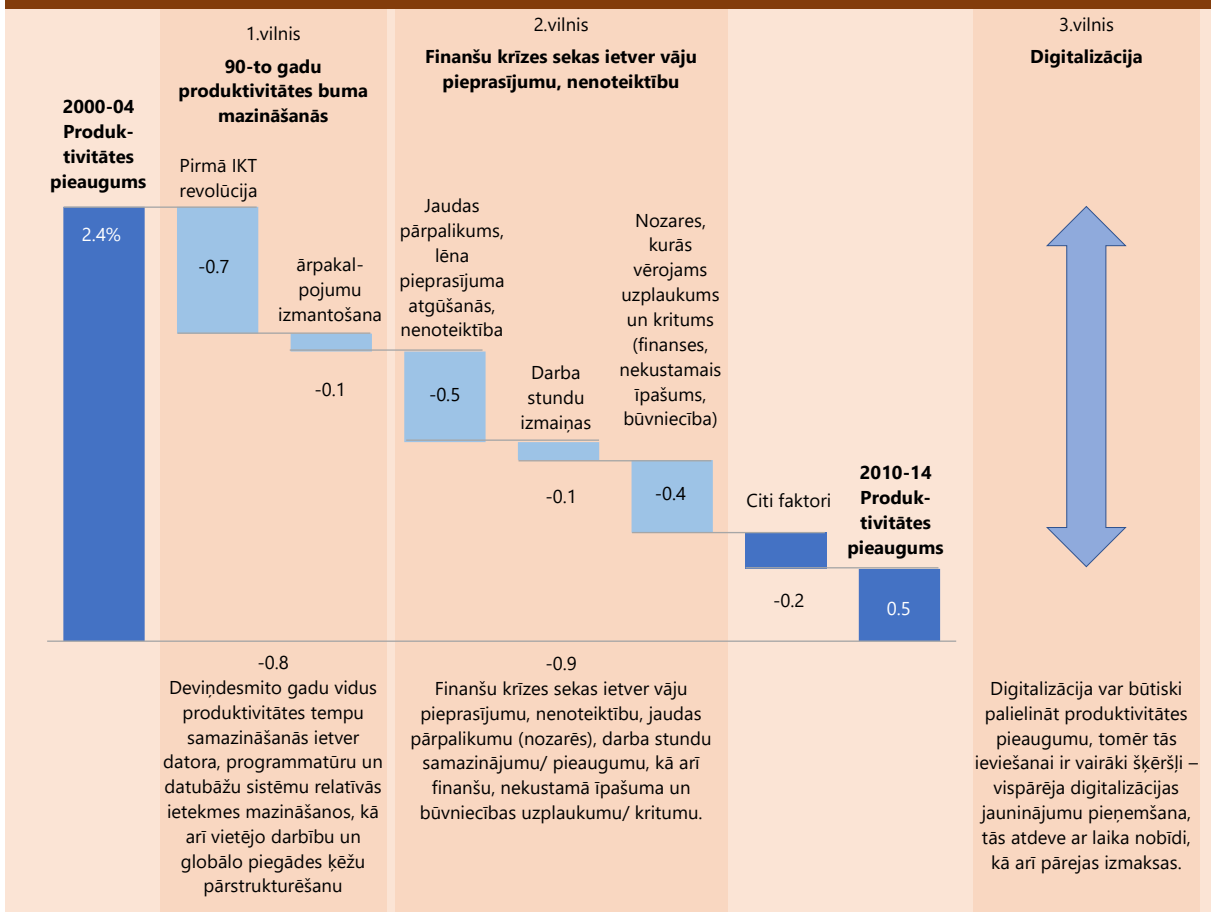 1.vilnis
90-to gadu
produktivitātes buma
mazināšanās
2.vilnis
Finanšu krīzes sekas ietver vāju
pieprasījumu, nenoteiktību
3.vilnis
Digitalizācija
2000-04
Produk-
tivitātes
pieaugums
2.4%
Pirmā IKT
revolūcija
-0.7
ārpakal-
pojumu
izmantošana
-0.1
Jaudas
pārpalikums,
lēna
pieprasījuma
atgūšanās,
nenoteiktība
-0.5
Darba
stundu
izmaiņas
-0.1
Nozares,
kurās
vērojams
uzplaukums
un kritums
(finanses,
nekustamais
īpašums,
būvniecība)
-0.4
Citi faktori
-0.2
2010-14
Produk-
tivitātes
pieaugums
0.5
-0.8
Deviņdesmito gadu vidus
produktivitātes tempu
samazināšanās ietver
datora, programmatūru un
datubāžu sistēmu relatīvās
ietekmes mazināšanos, kā
arī vietējo darbību un
globālo piegādes ķēžu
pārstrukturēšanu
-0.9
Finanšu krīzes sekas ietver vāju
pieprasījumu, nenoteiktību, jaudas
pārpalikumu (nozarēs), darba stundu
samazinājumu/ pieaugumu, kā arī
finanšu, nekustamā īpašuma un
būvniecības uzplaukumu/ kritumu.
Digitalizācija var būtiski
palielināt produktivitātes
pieaugumu, tomēr tās
ieviešanai ir vairāki šķēršļi –
vispārēja digitalizācijas
jauninājumu pieņemšana,
tās atdeve ar laika nobīdi,
kā arī pārejas izmaksas.